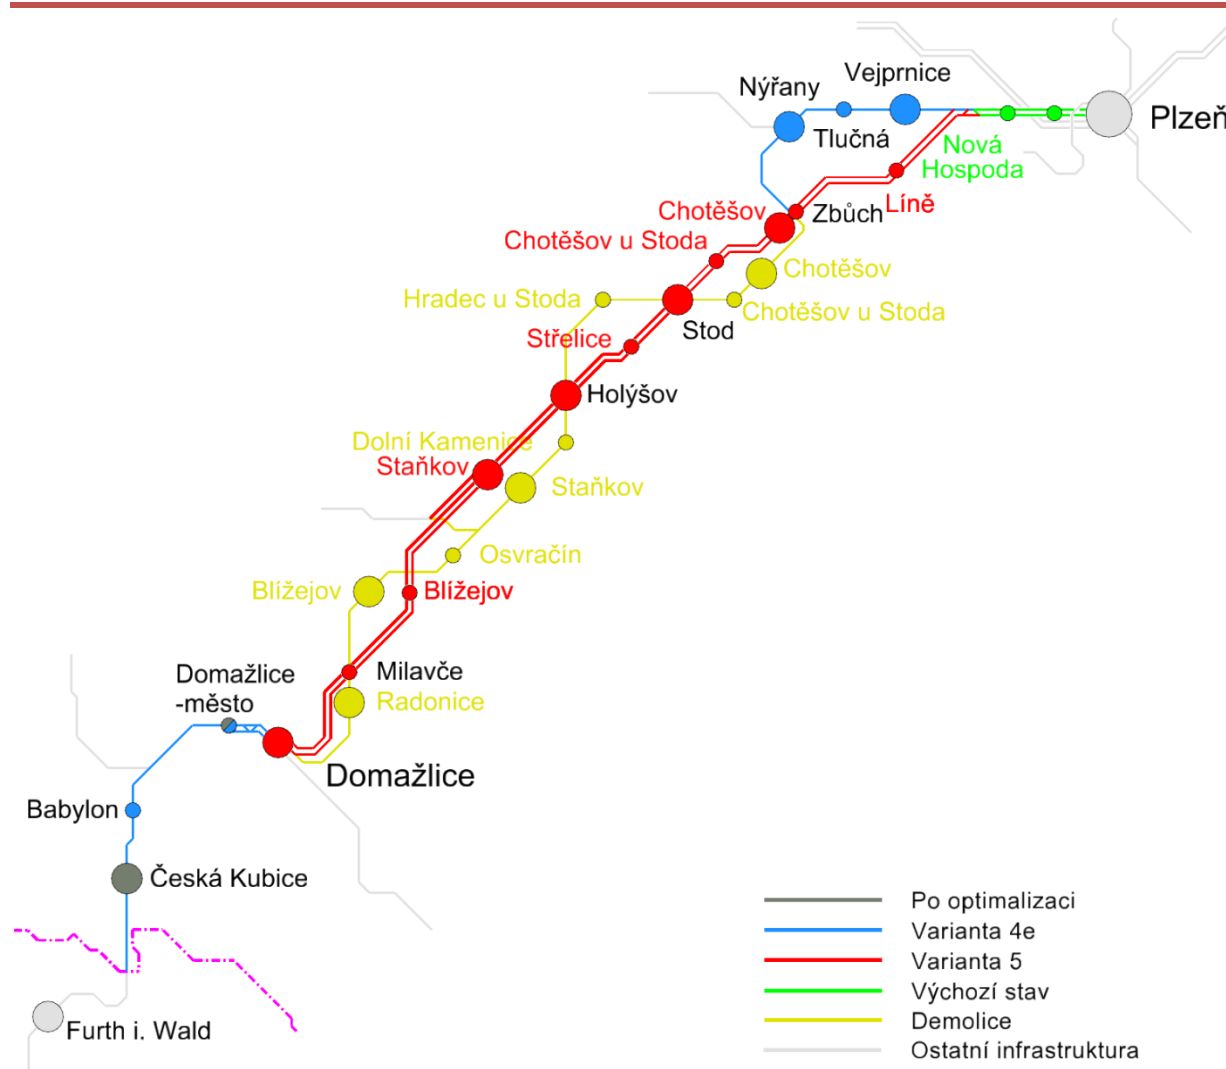 Vejprnice
Nýřany
Plzeň
Tlučná
Nová
Hospoda
Líně
Zbůch
Chotěšov
Chotěšov u Stoda
Chotěšov
Hradec u Stoda
Chotěšov u Stoda
Stod
Střelice
Holýšov
Dolní Kamenice
Staňkov
Staňkov
Osvračín
Blížejov
Blížejov
Domažlice
-město
Milavče
Radonice
Domažlice
Babylon
Česká Kubice
Furth i. Wald
Po optimalizaci
Varianta 4e
Varianta 5
Výchozí stav
Demolice
Ostatní infrastruktura